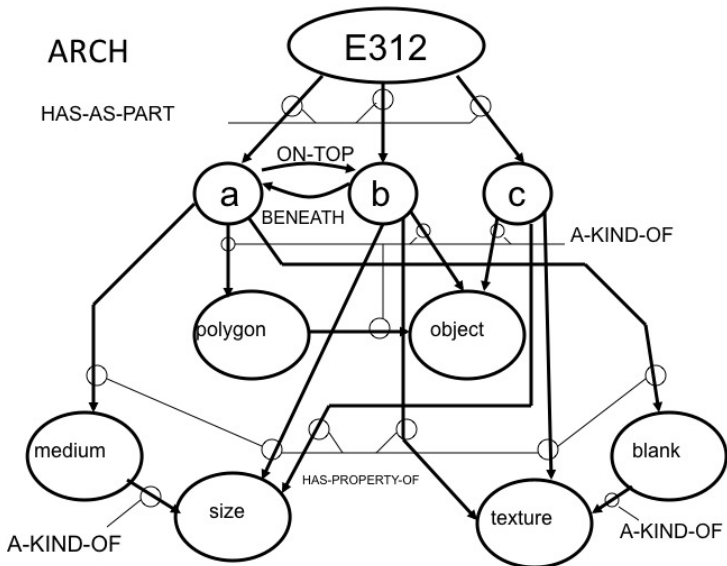 E312
ARCH
HAS-AS-PART
ON-TOP
a
b
c
BENEATH
A-KIND-OF
polygon
object
medium
blank
HAS-PROPERTY-OF
size
texture
A-KIND-OF
A-KIND-OF